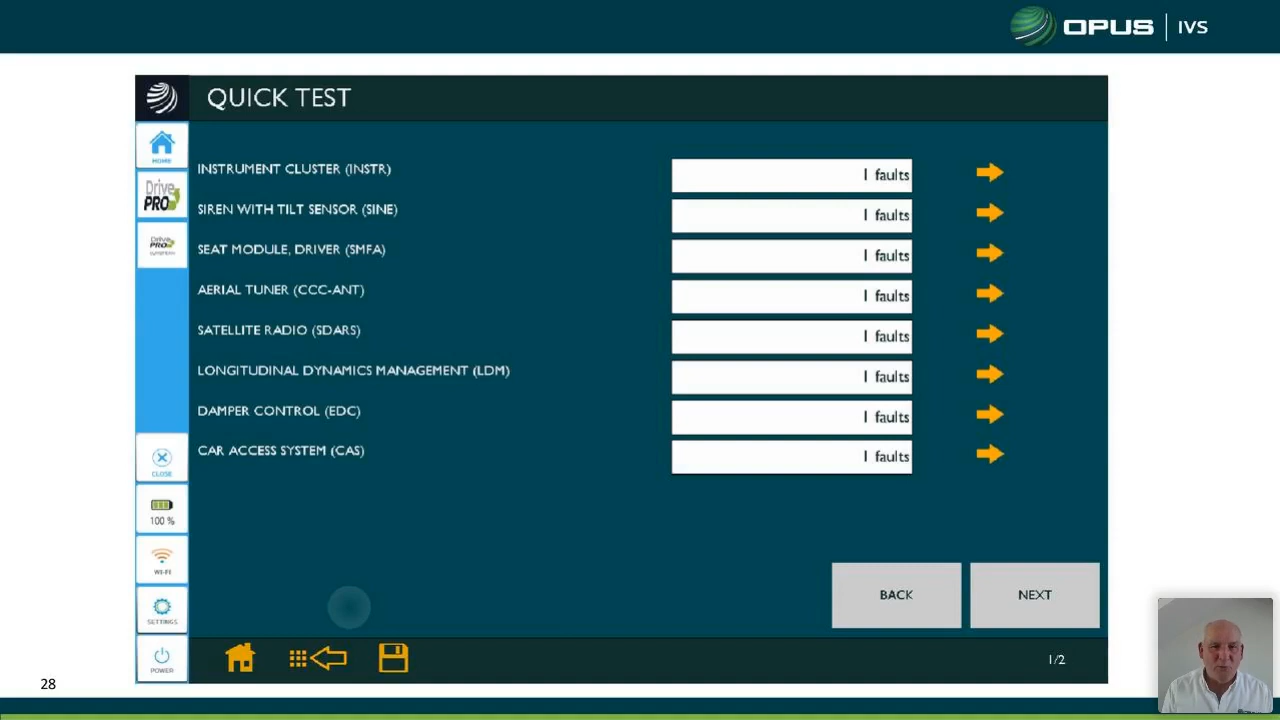 OPUS | IVS
QUICK TEST
HOME
Drive
PRO
Drive
PRO
INSTRUMENT CLUSTER (INSTR) 1 faults
SIREN WITH TILT SENSOR (SINE) 1 faults
SEAT MODULE, DRIVER (SMFA) 1 faults
AERIAL TUNER (CCC-ANT) 1 faults
SATELLITE RADIO (SDARS) 1 faults
LONGITUDINAL DYNAMICS MANAGEMENT (LDM) 1 faults
DAMPER CONTROL (EDC) 1 faults
CAR ACCESS SYSTEM (CAS) 1 faults
CLOSE
100 %
WI-FI
SETTINGS
POWER
BACK NEXT
1/2
28